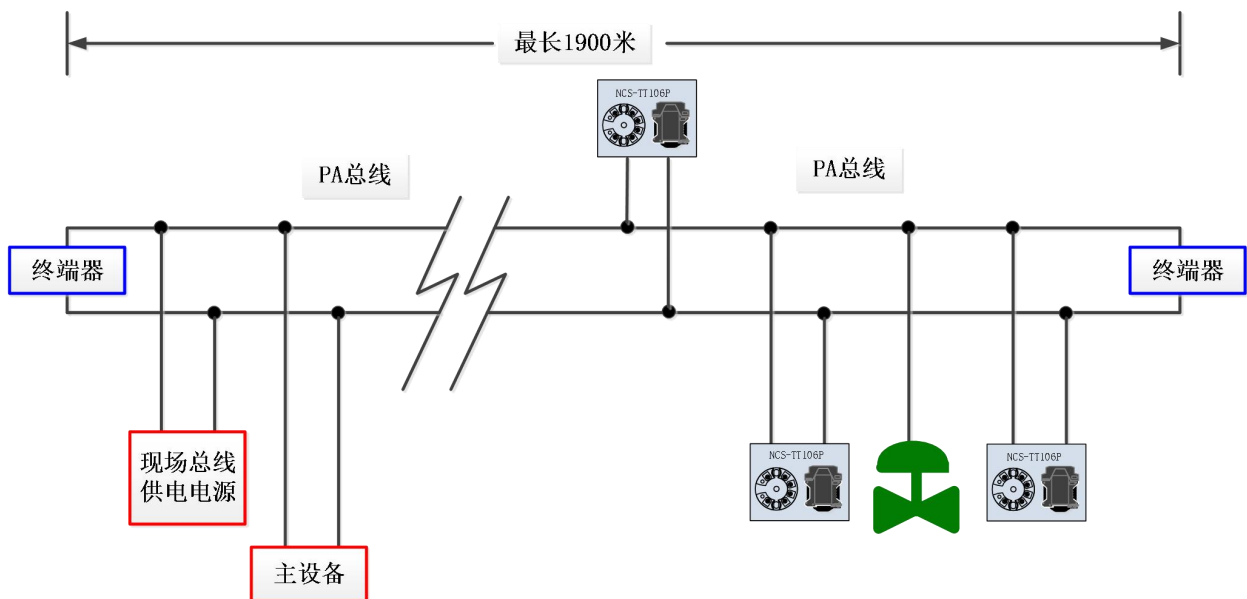 最长1900米
NCS-TT106P
PA总线
PA总线
终端器
终端器
NCS-TT106P
NCS-TT106P
现场总线
供电电源
主设备